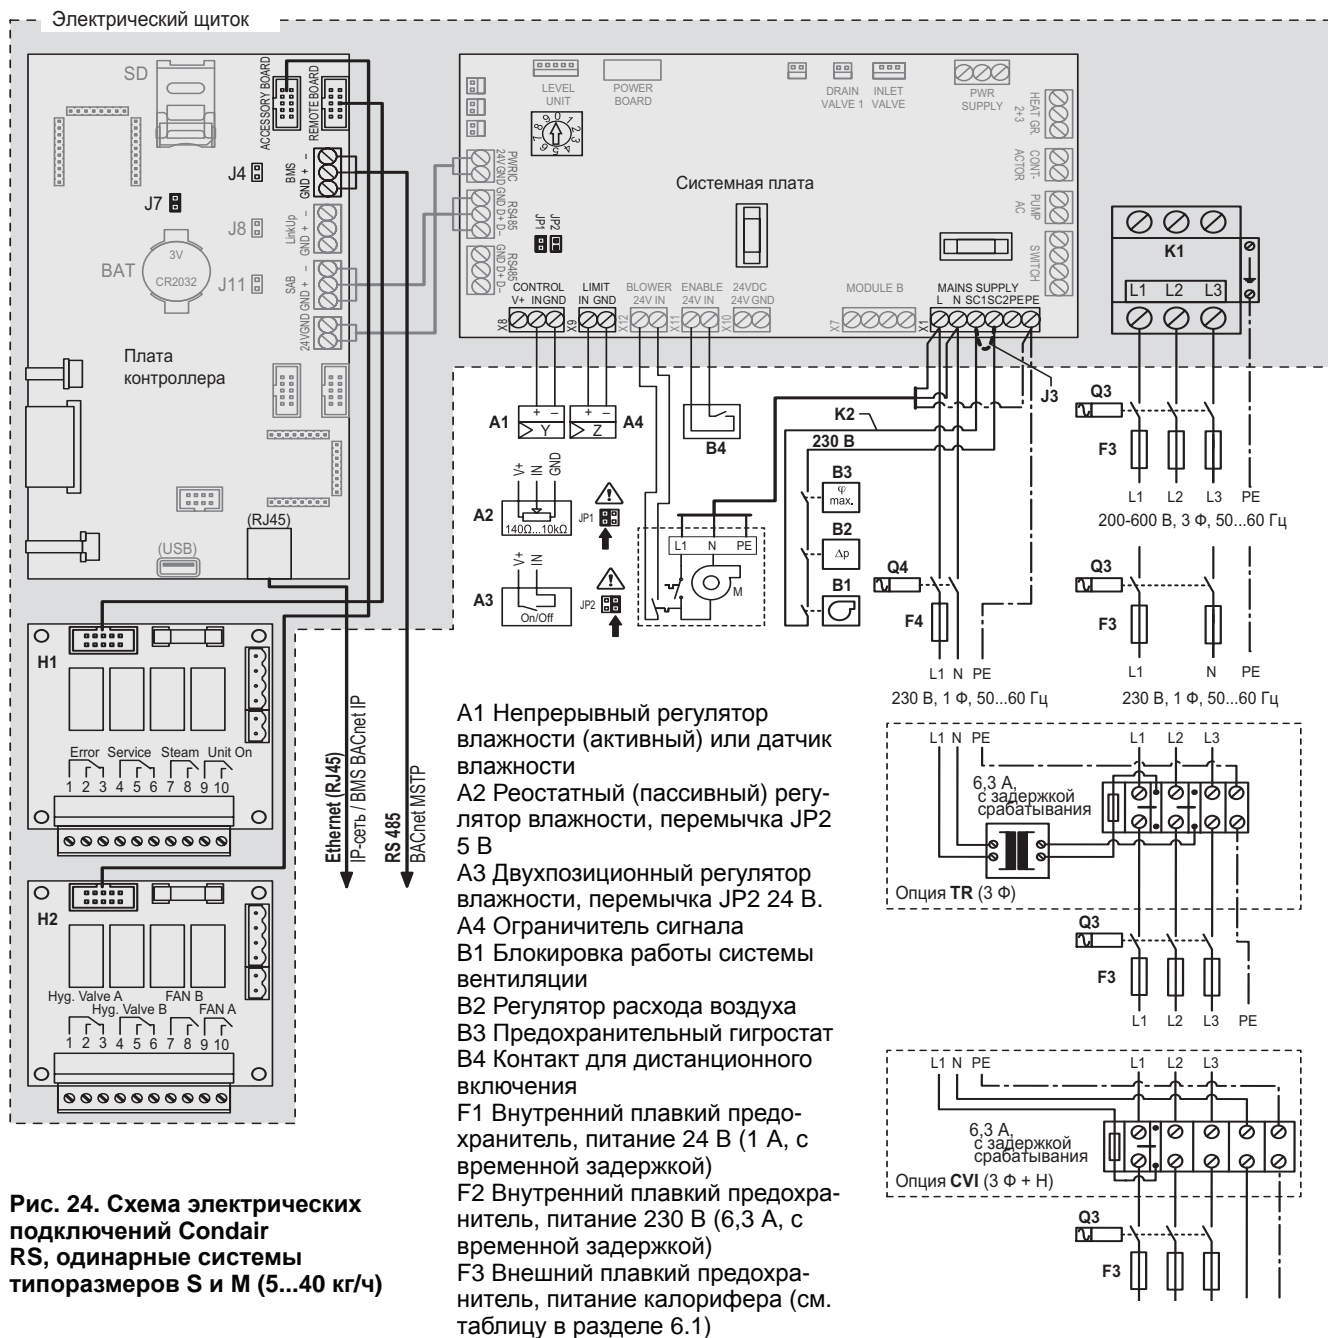 Электрический щиток
SD
ACCESSORY BOARD
REMOTE BOARD
J4
BMS
GND + −
J7
J8
LinkUp
GND + −
BAT
3V
CR2032
J11
SAB
GND + −
24V GND
Плата
контроллера
(RJ45)
(USB)
LEVEL
UNIT
POWER
BOARD
DRAIN
VALVE 1
INLET
VALVE
PWR
SUPPLY
HEAT GR.
2+3
CONT-
ACTOR
PUMP
AC
SWITCH
0 1 2 3 4 5 6 7 8 9
PWRIC
24V GND
RS485
GND D+ D−
RS485
GND D+ D−
JP1
JP2
Системная плата
CONTROL
V+ IN GND
X8
LIMIT
IN GND
X9
BLOWER
24V IN
X12
ENABLE
24V IN
X11
24VDC
24V GND
X10
MODULE B
X7
MAINS SUPPLY
L N SC1 SC2 PE PE
X1
K1
L1 L2 L3
A1
+ −
Y
+ −
Z
A4
B4
K2
230 В
J3
V+ IN GND
A2
140Ω...10kΩ
JP1
V+ IN
A3
On/Off
JP2
L1 N PE
M
B3
φ
max.
B2
Δp
B1
Q4
F4
L1 N PE
230 В, 1 Ф, 50...60 Гц
Q3
F3
L1 L2 L3 PE
200-600 В, 3 Ф, 50...60 Гц
Q3
F3
L1 N PE
230 В, 1 Ф, 50...60 Гц
H1
Error Service Steam Unit On
1 2 3 4 5 6 7 8 9 10
H2
Hyg. Valve A FAN B
Hyg. Valve B FAN A
1 2 3 4 5 6 7 8 9 10
Ethernet (RJ45)
IP-сеть / BMS BACnet IP
RS 485
BACnet MSTP
A1 Непрерывный регулятор
влажности (активный) или датчик
влажности
A2 Реостатный (пассивный) регу-
лятор влажности, перемычка JP2
5 В
A3 Двухпозиционный регулятор
влажности, перемычка JP2 24 В.
A4 Ограничитель сигнала
B1 Блокировка работы системы
вентиляции
B2 Регулятор расхода воздуха
B3 Предохранительный гигростат
B4 Контакт для дистанционного
включения
F1 Внутренний плавкий предо-
хранитель, питание 24 В (1 А, с
временной задержкой)
F2 Внутренний плавкий предохра-
нитель, питание 230 В (6,3 А, с
временной задержкой)
F3 Внешний плавкий предохра-
нитель, питание калорифера (см.
таблицу в разделе 6.1)
L1 N PE L1 L2 L3
6,3 А,
с задержкой
срабатывания
Опция TR (3 Ф)
Q3
F3
L1 L2 L3 PE
L1 N PE L1 L2 L3
6,3 А,
с задержкой
срабатывания
Опция CVI (3 Ф + Н)
Q3
F3
Рис. 24. Схема электрических
подключений Condair
RS, одинарные системы
типоразмеров S и M (5...40 кг/ч)